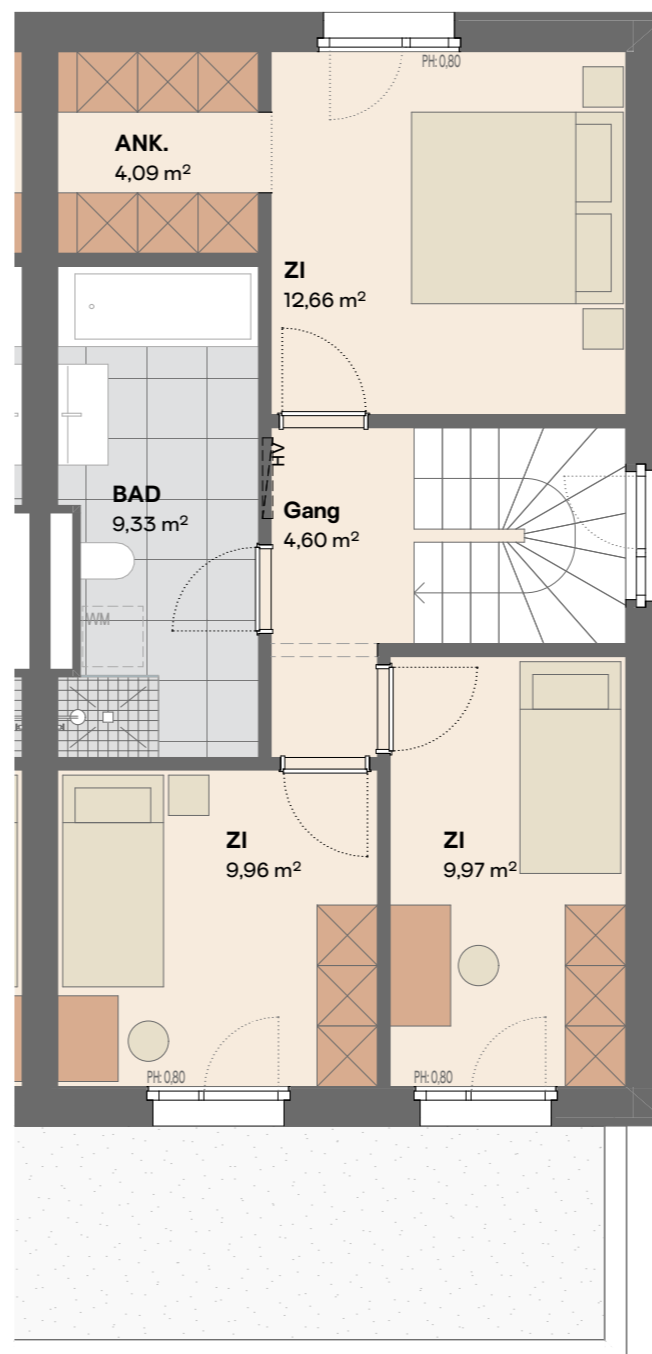 PH: 0,80
ANK.
4,09 m²
ZI
12,66 m²
HV
BAD
9,33 m²
Gang
4,60 m²
WM
ZI
9,96 m²
ZI
9,97 m²
PH: 0,80
PH: 0,80